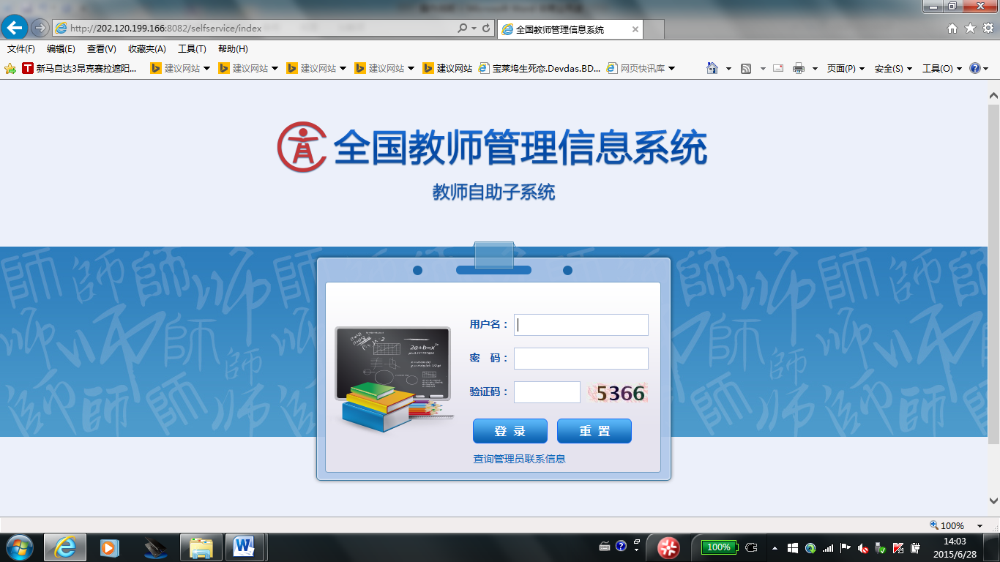 http://202.120.199.166:8082/selfservice/index
全国教师管理信息系统
文件(F) 编辑(E) 查看(V) 收藏夹(A) 工具(T) 帮助(H)
新马自达3昂克赛拉遮阳... 建议网站 建议网站 建议网站 建议网站 建议网站 宝莱坞生死恋.Devdas.BD... 网页快讯库 页面(P) 安全(S) 工具(O)
全国教师管理信息系统
教师自助子系统
用户名：
密 码：
验证码： 5366
登 录 重 置
查询管理员联系信息
2a+b=x
100%
100%
14:03
2015/6/28